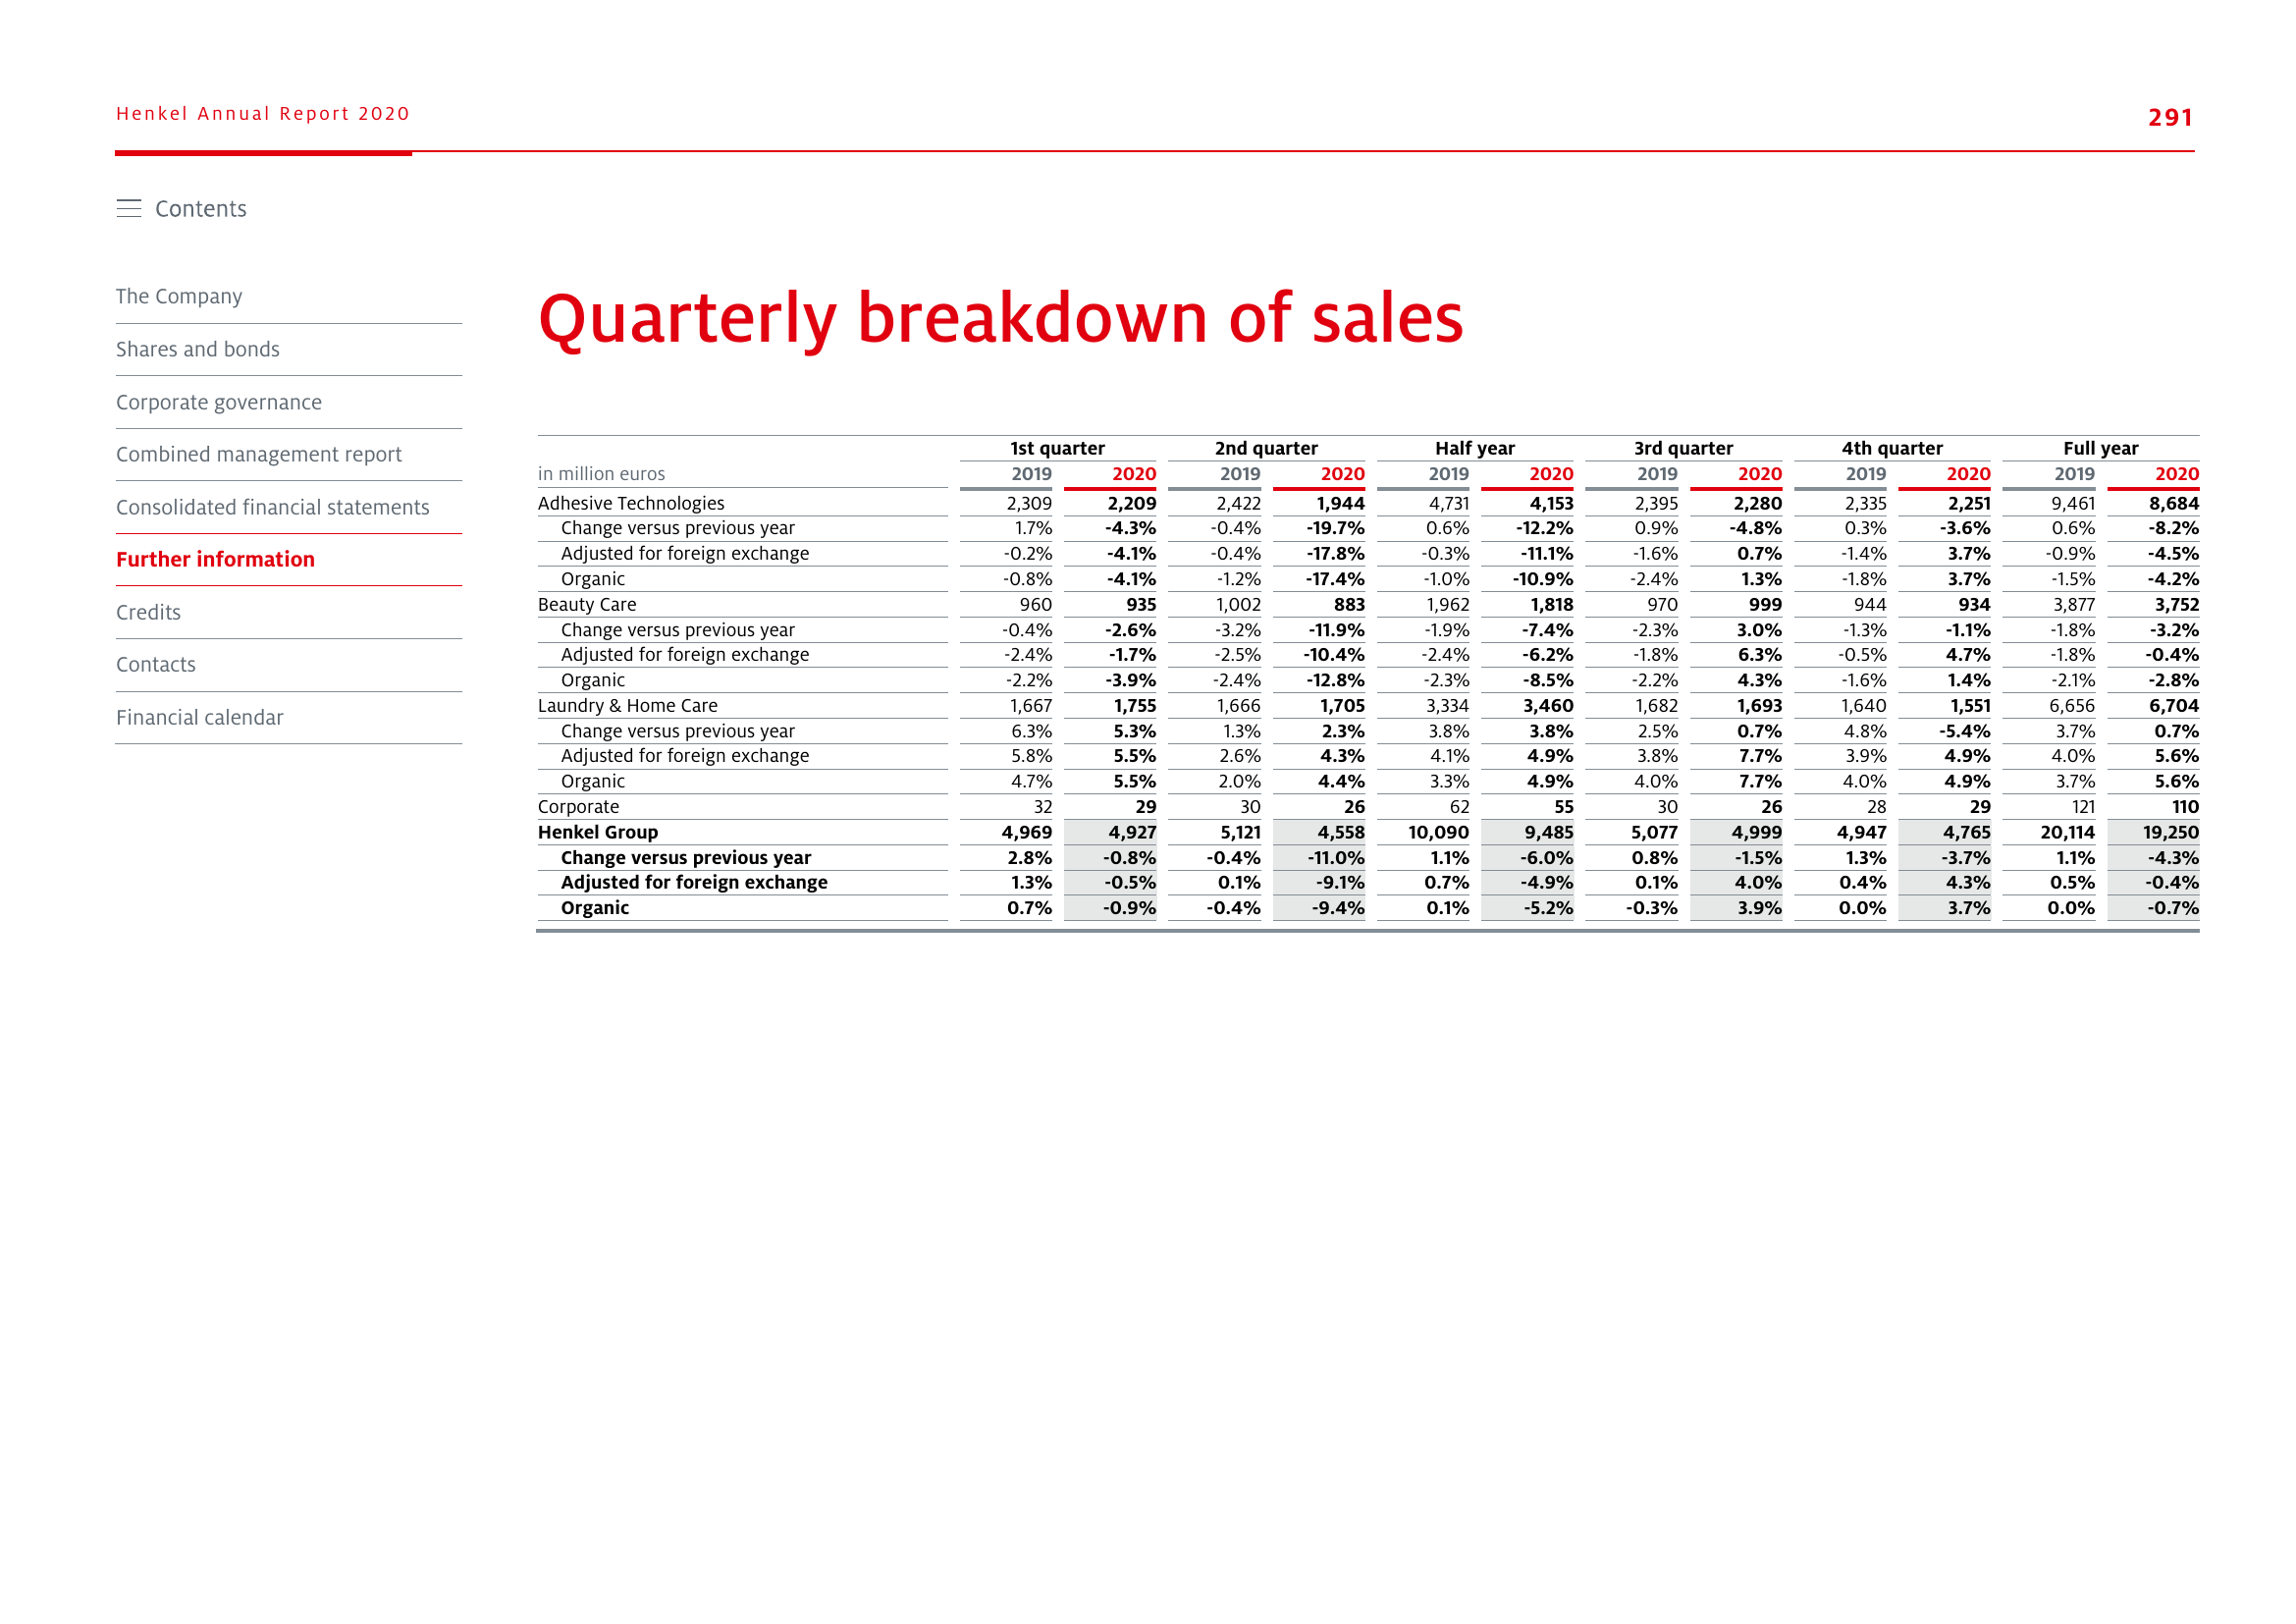 Henkel Annual Report 2020
291
Contents
The Company
Shares and bonds
Corporate governance
Combined management report
Consolidated financial statements
Further information
Credits
Contacts
Financial calendar
Quarterly breakdown of sales
1st quarter 2nd quarter Half year 3rd quarter 4th quarter Full year
in million euros 2019 2020 2019 2020 2019 2020 2019 2020 2019 2020 2019 2020
Adhesive Technologies 2,309 2,209 2,422 1,944 4,731 4,153 2,395 2,280 2,335 2,251 9,461 8,684
Change versus previous year 1.7% -4.3% -0.4% -19.7% 0.6% -12.2% 0.9% -4.8% 0.3% -3.6% 0.6% -8.2%
Adjusted for foreign exchange -0.2% -4.1% -0.4% -17.8% -0.3% -11.1% -1.6% 0.7% -1.4% 3.7% -0.9% -4.5%
Organic -0.8% -4.1% -1.2% -17.4% -1.0% -10.9% -2.4% 1.3% -1.8% 3.7% -1.5% -4.2%
Beauty Care 960 935 1,002 883 1,962 1,818 970 999 944 934 3,877 3,752
Change versus previous year -0.4% -2.6% -3.2% -11.9% -1.9% -7.4% -2.3% 3.0% -1.3% -1.1% -1.8% -3.2%
Adjusted for foreign exchange -2.4% -1.7% -2.5% -10.4% -2.4% -6.2% -1.8% 6.3% -0.5% 4.7% -1.8% -0.4%
Organic -2.2% -3.9% -2.4% -12.8% -2.3% -8.5% -2.2% 4.3% -1.6% 1.4% -2.1% -2.8%
Laundry & Home Care 1,667 1,755 1,666 1,705 3,334 3,460 1,682 1,693 1,640 1,551 6,656 6,704
Change versus previous year 6.3% 5.3% 1.3% 2.3% 3.8% 3.8% 2.5% 0.7% 4.8% -5.4% 3.7% 0.7%
Adjusted for foreign exchange 5.8% 5.5% 2.6% 4.3% 4.1% 4.9% 3.8% 7.7% 3.9% 4.9% 4.0% 5.6%
Organic 4.7% 5.5% 2.0% 4.4% 3.3% 4.9% 4.0% 7.7% 4.0% 4.9% 3.7% 5.6%
Corporate 32 29 30 26 62 55 30 26 28 29 121 110
Henkel Group 4,969 4,927 5,121 4,558 10,090 9,485 5,077 4,999 4,947 4,765 20,114 19,250
Change versus previous year 2.8% -0.8% -0.4% -11.0% 1.1% -6.0% 0.8% -1.5% 1.3% -3.7% 1.1% -4.3%
Adjusted for foreign exchange 1.3% -0.5% 0.1% -9.1% 0.7% -4.9% 0.1% 4.0% 0.4% 4.3% 0.5% -0.4%
Organic 0.7% -0.9% -0.4% -9.4% 0.1% -5.2% -0.3% 3.9% 0.0% 3.7% 0.0% -0.7%